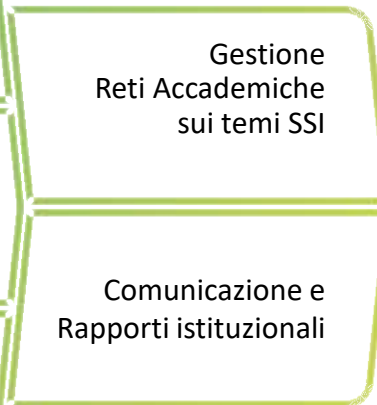 Gestione
Reti Accademiche
sui temi SSI
Comunicazione e
Rapporti istituzionali